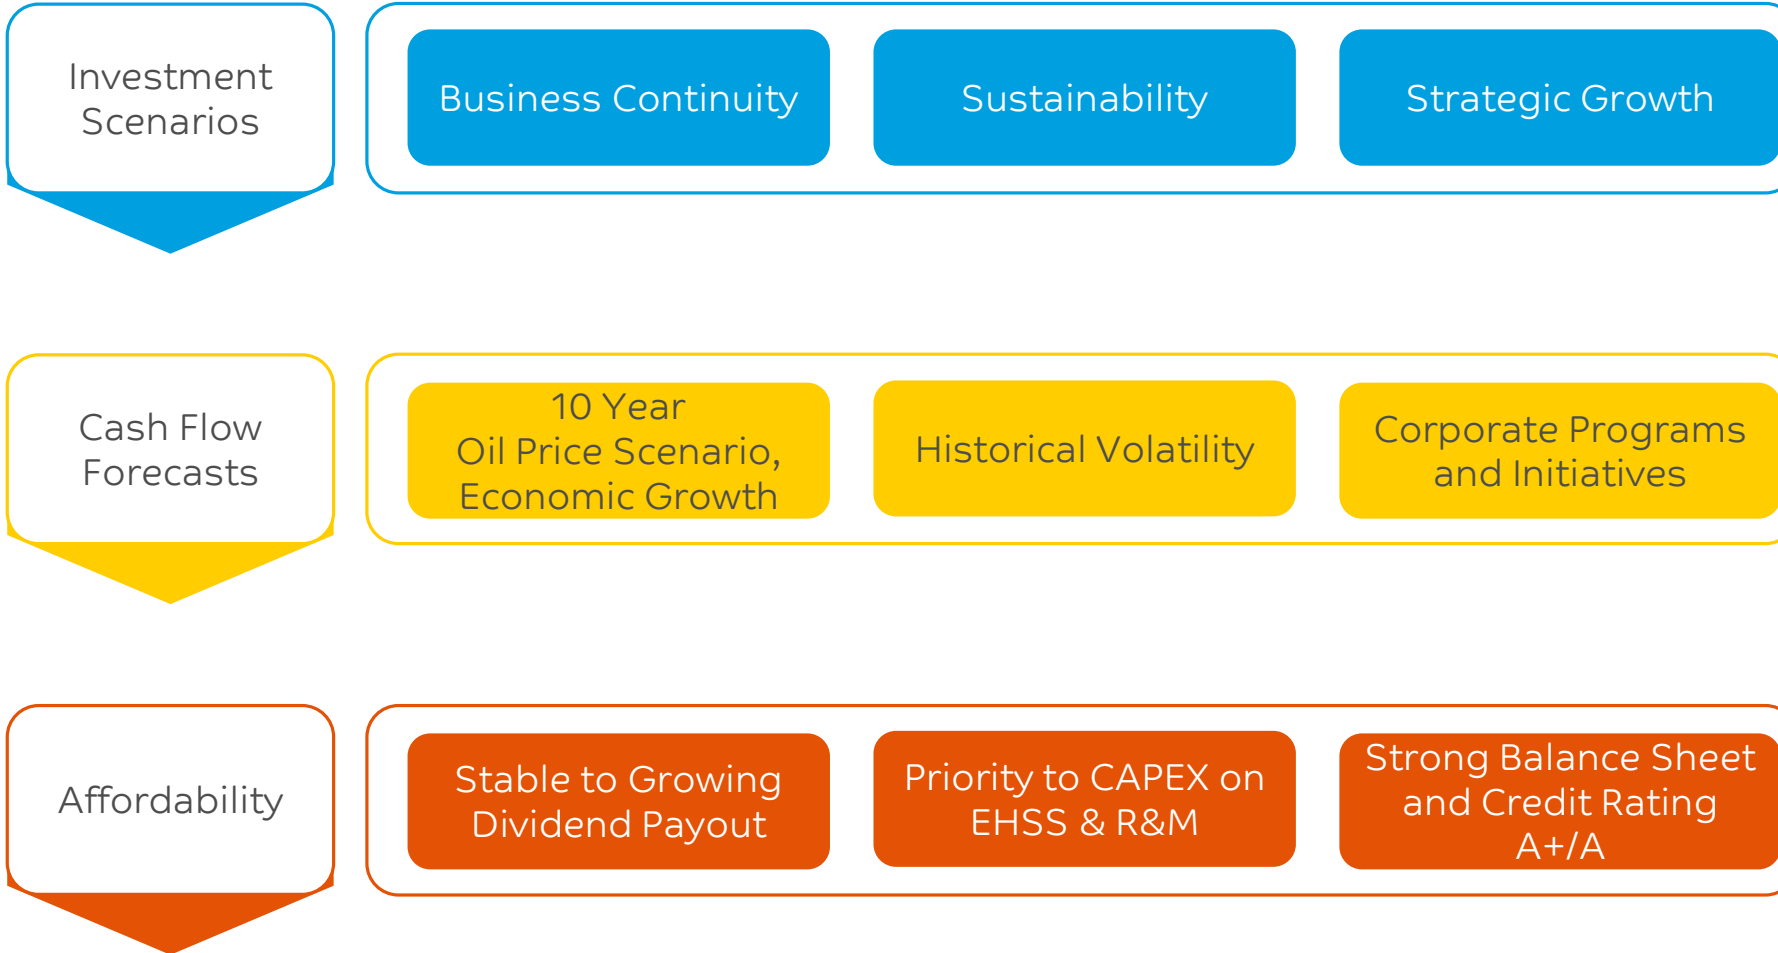 Investment
Scenarios
Business Continuity
Sustainability
Strategic Growth
Cash Flow
Forecasts
10 Year
Oil Price Scenario,
Economic Growth
Historical Volatility
Corporate Programs
and Initiatives
Affordability
Stable to Growing
Dividend Payout
Priority to CAPEX on
EHSS & R&M
Strong Balance Sheet
and Credit Rating
A+/A